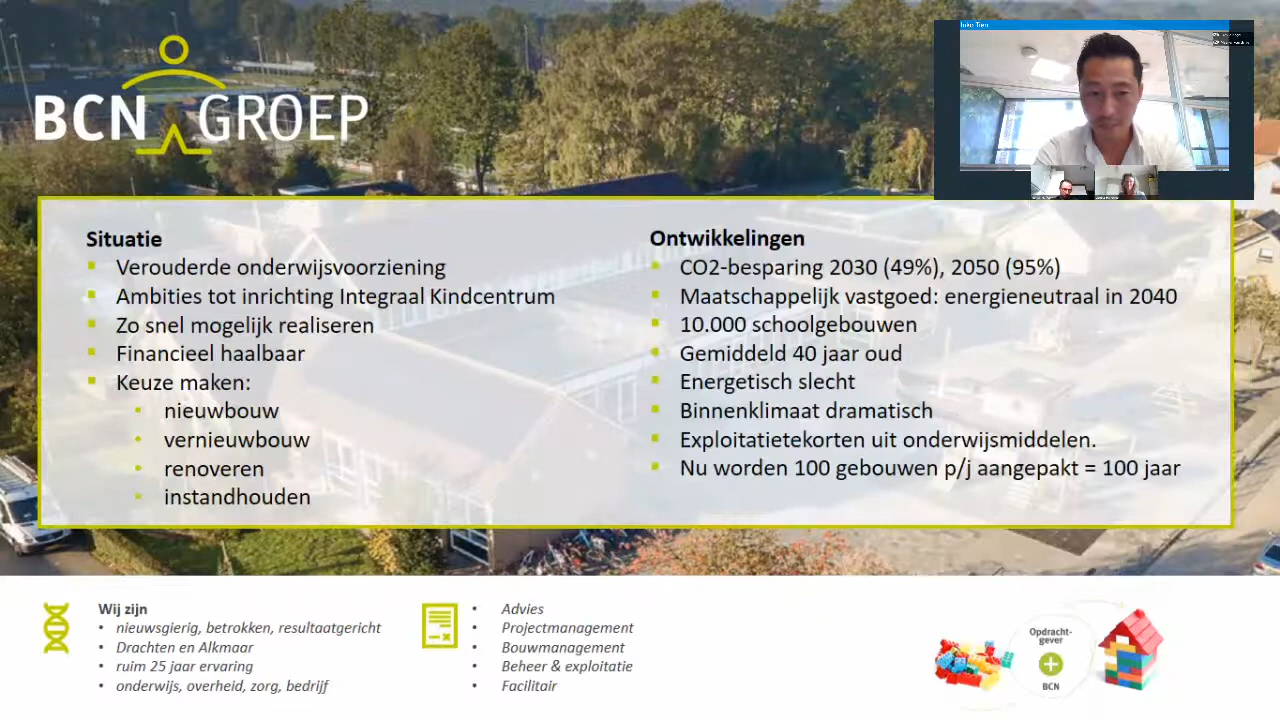 BCN GROEP
Situatie
Verouderde onderwijsvoorziening
Ambities tot inrichting Integraal Kindcentrum
Zo snel mogelijk realiseren
Financieel haalbaar
Keuze maken:
nieuwbouw
vernieuwbouw
renoveren
instandhouden
Ontwikkelingen
CO2-besparing 2030 (49%), 2050 (95%)
Maatschappelijk vastgoed: energieneutraal in 2040
10.000 schoolgebouwen
Gemiddeld 40 jaar oud
Energetisch slecht
Binnenklimaat dramatisch
Exploitatietekorten uit onderwijsmiddelen.
Nu worden 100 gebouwen p/j aangepakt = 100 jaar
Wij zijn
• nieuwsgierig, betrokken, resultaatgericht
• Drachten en Alkmaar
• ruim 25 jaar ervaring
• onderwijs, overheid, zorg, bedrijf
• Advies
• Projectmanagement
• Bouwmanagement
• Beheer & exploitatie
• Facilitair
Opdracht-
gever
BCN